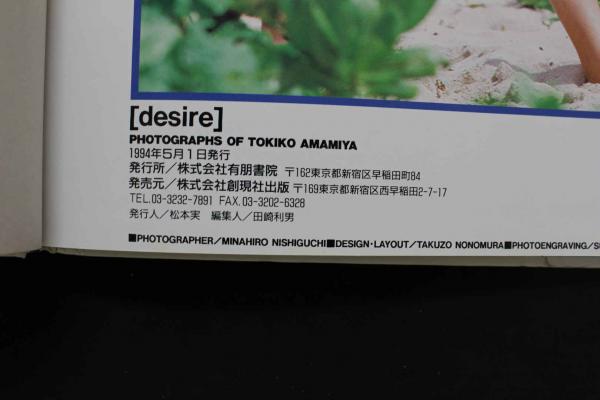 [desire]
PHOTOGRAPHS OF TOKIKO AMAMIYA
1994年5月1日発行
発行所／株式会社有朋書院 〒162東京都新宿区早稲田町84
発売元／株式会社創現社出版 〒169東京都新宿区西早稲田2-7-17
TEL.03-3232-7891 FAX.03-3202-6328
発行人／松本実 編集人／田崎利男
■PHOTOGRAPHER／MINAHIRO NISHIGUCHI■DESIGN・LAYOUT／TAKUZO NONOMURA■PHOTOENGRAVING／